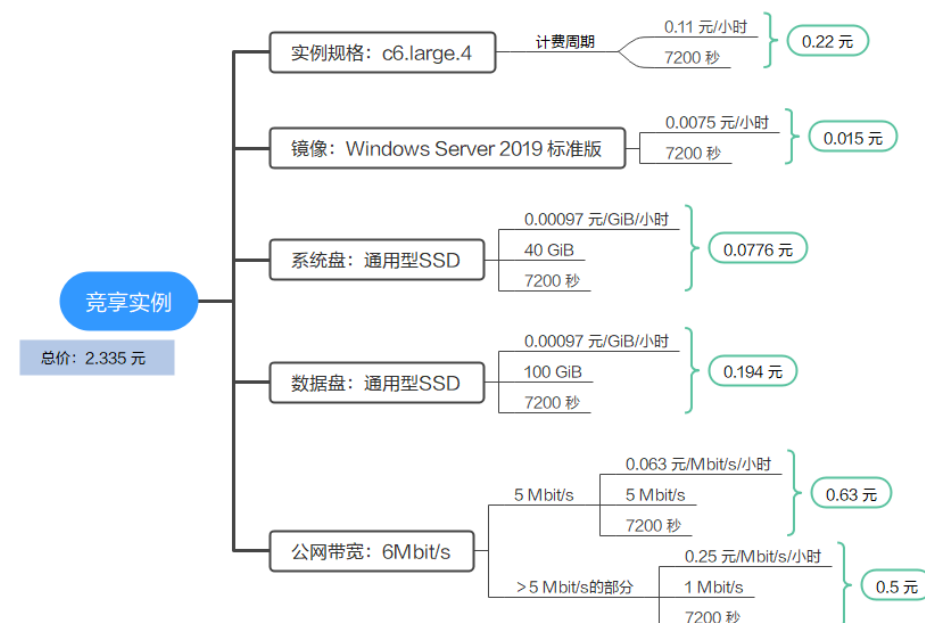 竞享实例
总价：2.335 元
实例规格：c6.large.4
计费周期
0.11 元/小时
7200 秒
0.22 元
镜像：Windows Server 2019 标准版
0.0075 元/小时
7200 秒
0.015 元
系统盘：通用型SSD
0.00097 元/GiB/小时
40 GiB
7200 秒
0.0776 元
数据盘：通用型SSD
0.00097 元/GiB/小时
100 GiB
7200 秒
0.194 元
公网带宽：6Mbit/s
5 Mbit/s
0.063 元/Mbit/s/小时
5 Mbit/s
7200 秒
0.63 元
＞5 Mbit/s的部分
0.25 元/Mbit/s/小时
1 Mbit/s
7200 秒
0.5 元